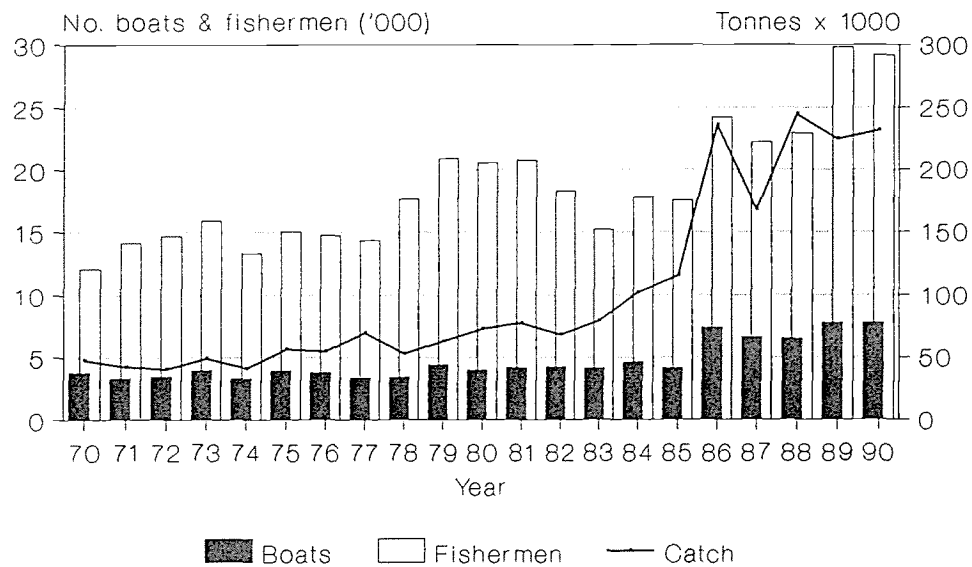 No. boats & fishermen ('000) Tonnes x 1000
30 300
25 250
20 200
15 150
10 100
5 50
0 0
70 71 72 73 74 75 76 77 78 79 80 81 82 83 84 85 86 87 88 89 90
Year
Boats Fishermen Catch